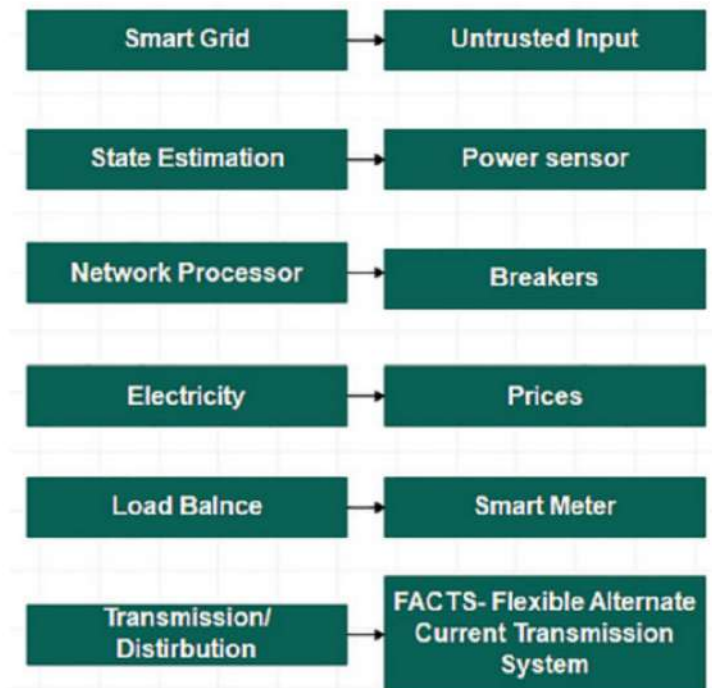 Smart Grid
Untrusted Input
State Estimation
Power sensor
Network Processor
Breakers
Electricity
Prices
Load Balnce
Smart Meter
Transmission/
Distirbution
FACTS- Flexible Alternate
Current Transmission
System